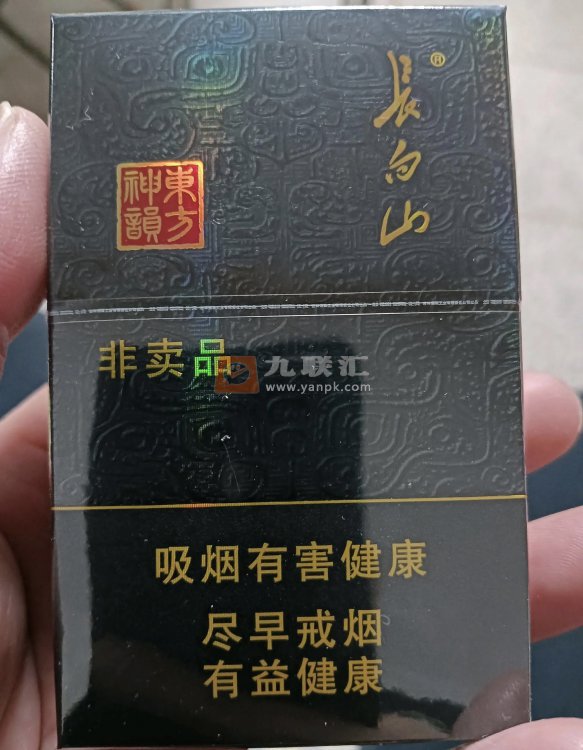 長白山®
東方
神韻
非卖品
九联汇
www.yanpk.com
吸烟有害健康
尽早戒烟
有益健康